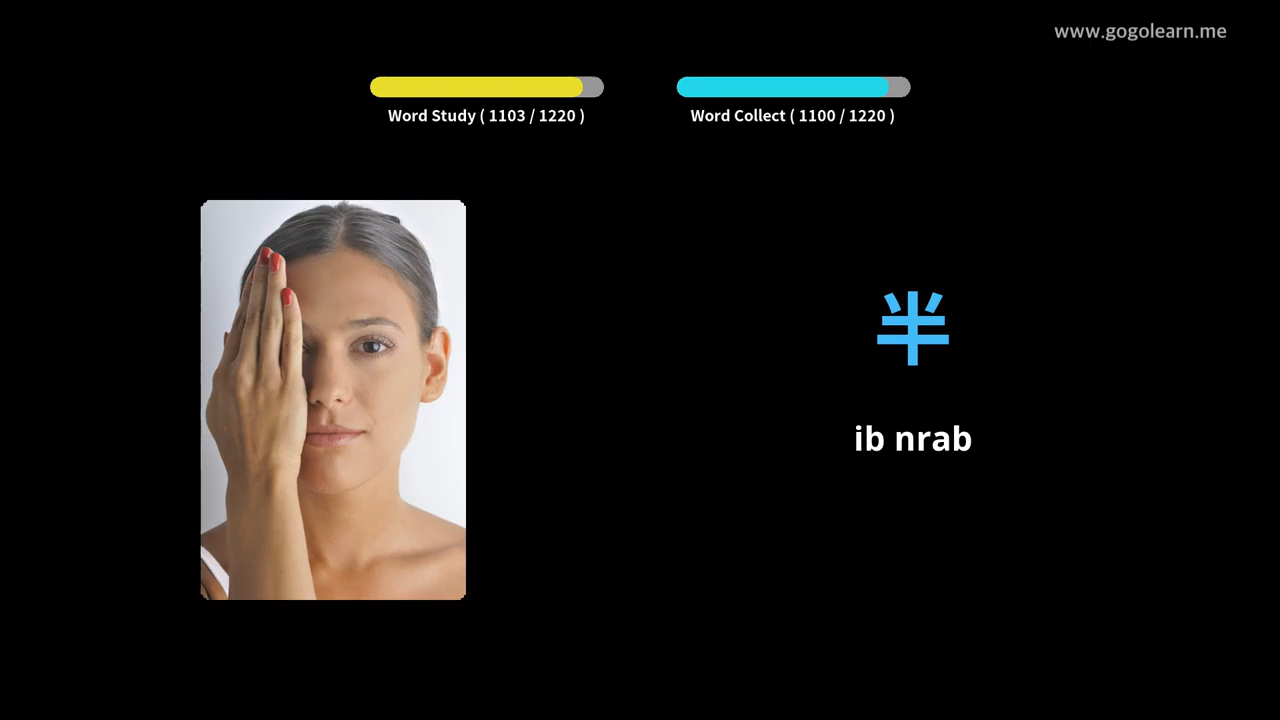 www.gogolearn.me
Word Study ( 1103 / 1220 )
Word Collect ( 1100 / 1220 )
半
ib nrab